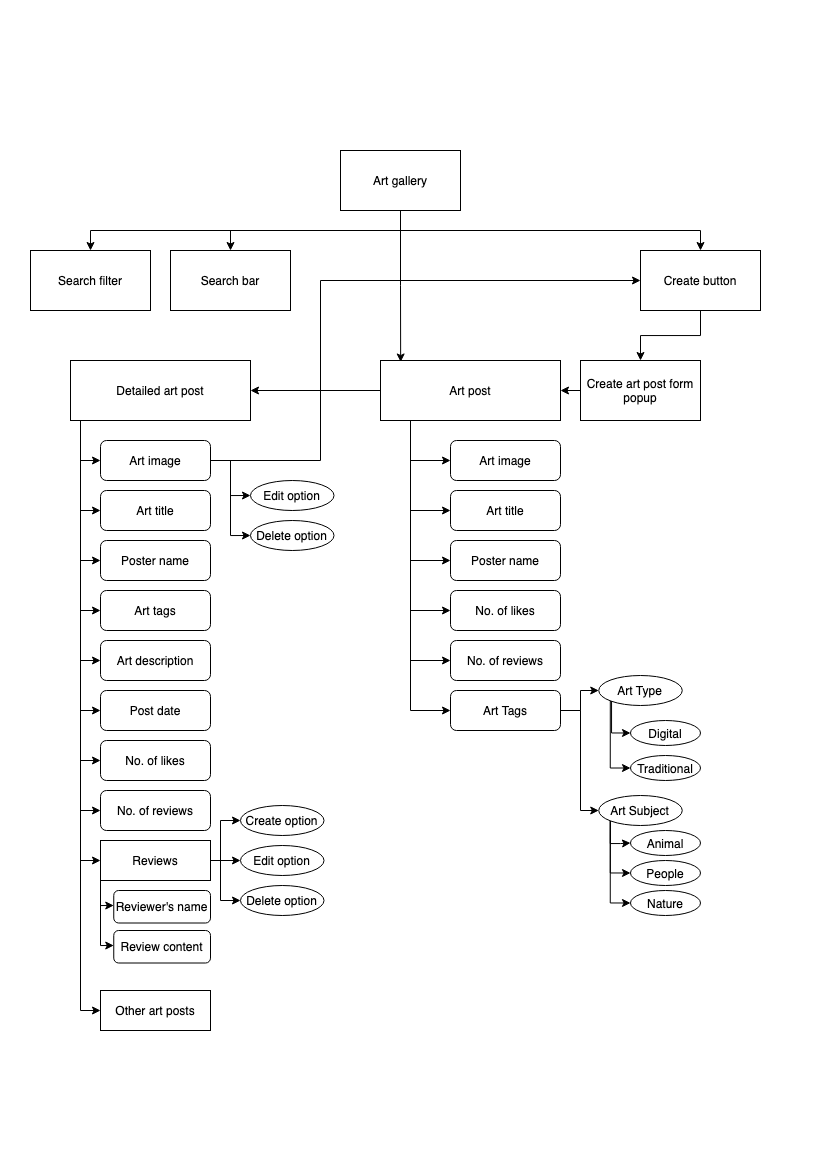 Art gallery
Search filter
Search bar
Create button
Detailed art post
Art post
Create art post form
popup
Art image
Edit option
Delete option
Art title
Poster name
Art tags
Art description
Post date
No. of likes
No. of reviews
Reviews
Create option
Edit option
Delete option
Reviewer's name
Review content
Other art posts
Art image
Art title
Poster name
No. of likes
No. of reviews
Art Tags
Art Type
Digital
Traditional
Art Subject
Animal
People
Nature